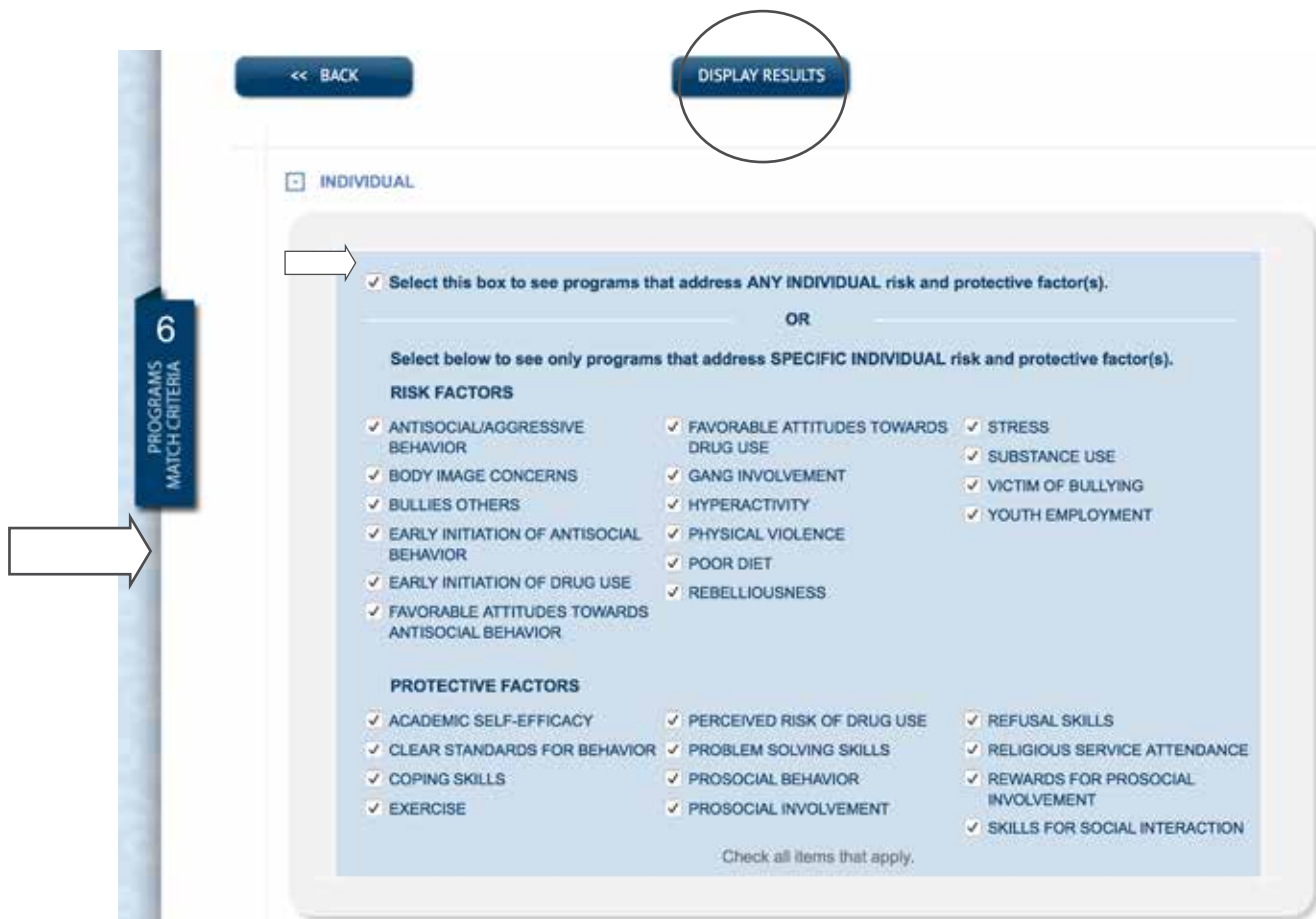 << BACK
DISPLAY RESULTS
INDIVIDUAL
6
PROGRAMS
MATCH CRITERIA
Select this box to see programs that address ANY INDIVIDUAL risk and protective factor(s).
OR
Select below to see only programs that address SPECIFIC INDIVIDUAL risk and protective factor(s).
RISK FACTORS
ANTISOCIAL/AGGRESSIVE
BEHAVIOR
BODY IMAGE CONCERNS
BULLIES OTHERS
EARLY INITIATION OF ANTISOCIAL
BEHAVIOR
EARLY INITIATION OF DRUG USE
FAVORABLE ATTITUDES TOWARDS
ANTISOCIAL BEHAVIOR
FAVORABLE ATTITUDES TOWARDS
DRUG USE
GANG INVOLVEMENT
HYPERACTIVITY
PHYSICAL VIOLENCE
POOR DIET
REBELLIOUSNESS
STRESS
SUBSTANCE USE
VICTIM OF BULLYING
YOUTH EMPLOYMENT
PROTECTIVE FACTORS
ACADEMIC SELF-EFFICACY
CLEAR STANDARDS FOR BEHAVIOR
COPING SKILLS
EXERCISE
PERCEIVED RISK OF DRUG USE
PROBLEM SOLVING SKILLS
PROSOCIAL BEHAVIOR
PROSOCIAL INVOLVEMENT
REFUSAL SKILLS
RELIGIOUS SERVICE ATTENDANCE
REWARDS FOR PROSOCIAL
INVOLVEMENT
SKILLS FOR SOCIAL INTERACTION
Check all items that apply.